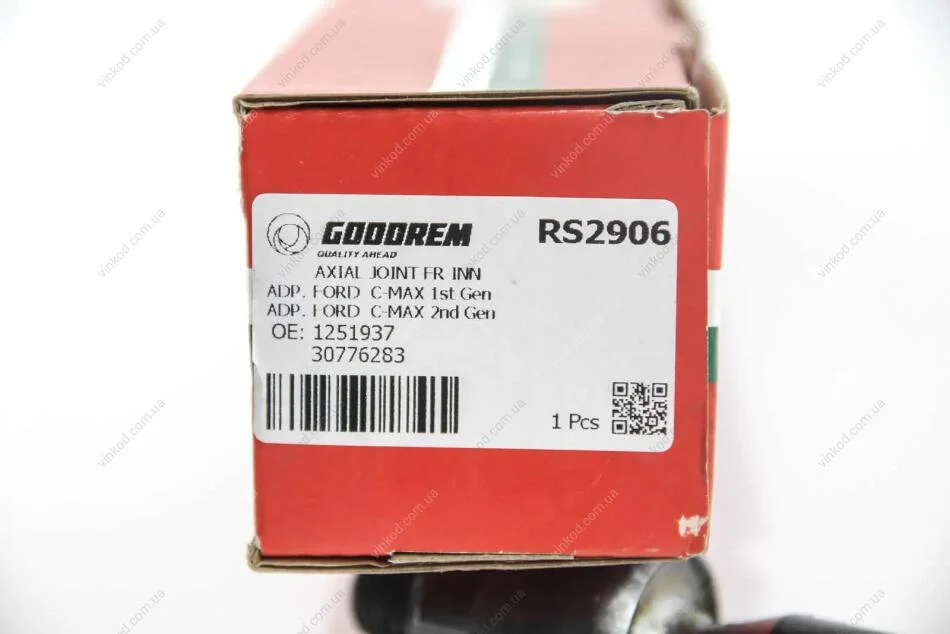 GOODREM
QUALITY AHEAD
RS2906
AXIAL JOINT FR INN
ADP. FORD C-MAX 1st Gen
ADP. FORD C-MAX 2nd Gen
OE: 1251937
30776283
1 Pcs
vinkod.com.ua